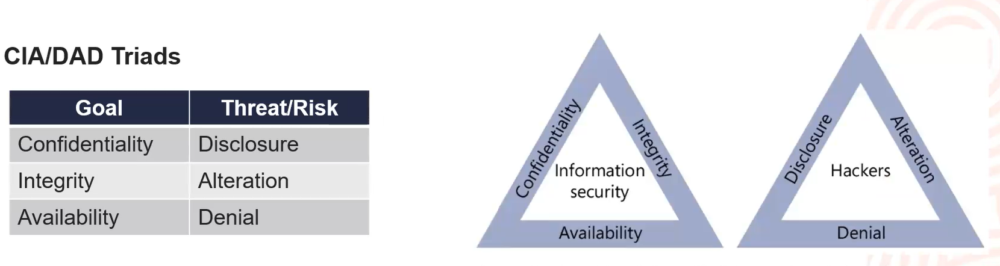 CIA/DAD Triads
Goal Threat/Risk
Confidentiality Disclosure
Integrity Alteration
Availability Denial
Confidentiality
Integrity
Information
security
Availability
Disclosure
Alteration
Hackers
Denial